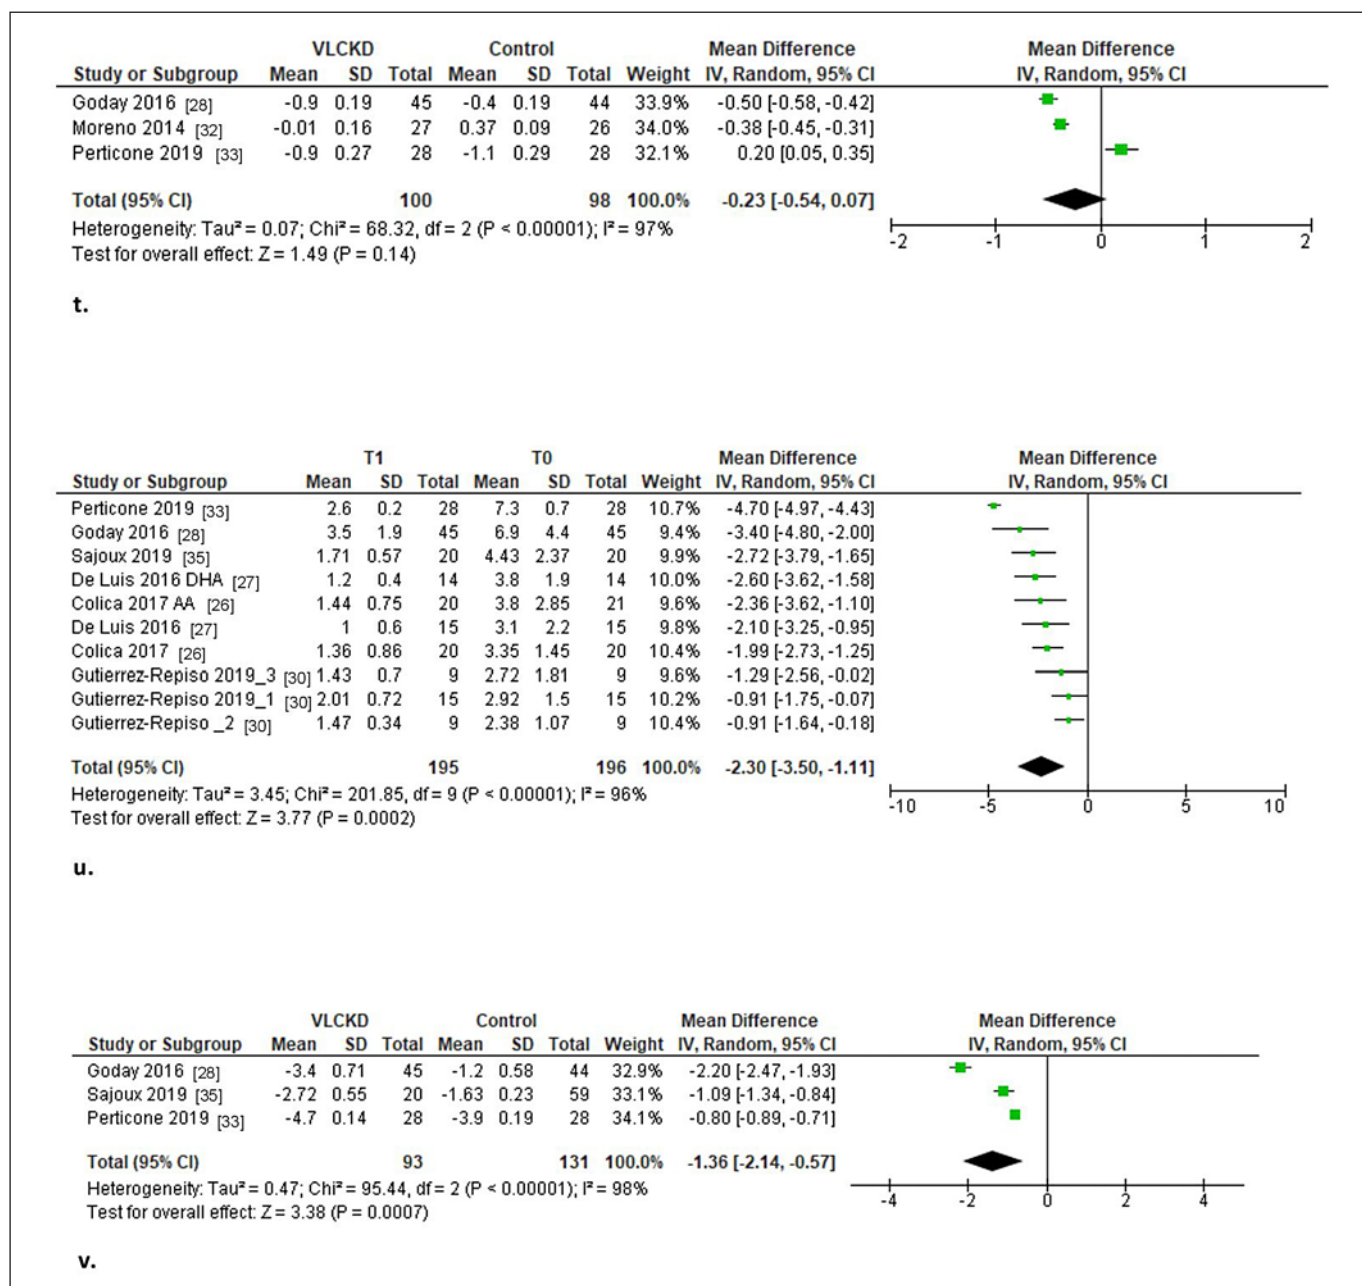 VLCKD Control Mean Difference Mean Difference
Study or Subgroup Mean SD Total Mean SD Total Weight IV, Random, 95% CI IV, Random, 95% CI
Goday 2016 [28] -0.9 0.19 45 -0.4 0.19 44 33.9% -0.50 [-0.58, -0.42]
Moreno 2014 [32] -0.01 0.16 27 0.37 0.09 26 34.0% -0.38 [-0.45, -0.31]
Perticone 2019 [33] -0.9 0.27 28 -1.1 0.29 28 32.1% 0.20 [0.05, 0.35]
Total (95% CI) 100 98 100.0% -0.23 [-0.54, 0.07]
Heterogeneity: Tau² = 0.07; Chi² = 68.32, df = 2 (P < 0.00001); I² = 97%
Test for overall effect: Z = 1.49 (P = 0.14)
-2 -1 0 1 2
t.
T1 T0 Mean Difference Mean Difference
Study or Subgroup Mean SD Total Mean SD Total Weight IV, Random, 95% CI IV, Random, 95% CI
Perticone 2019 [33] 2.6 0.2 28 7.3 0.7 28 10.7% -4.70 [-4.97, -4.43]
Goday 2016 [28] 3.5 1.9 45 6.9 4.4 45 9.4% -3.40 [-4.80, -2.00]
Sajoux 2019 [35] 1.71 0.57 20 4.43 2.37 20 9.9% -2.72 [-3.79, -1.65]
De Luis 2016 DHA [27] 1.2 0.4 14 3.8 1.9 14 10.0% -2.60 [-3.62, -1.58]
Colica 2017 AA [26] 1.44 0.75 20 3.8 2.85 21 9.6% -2.36 [-3.62, -1.10]
De Luis 2016 [27] 1 0.6 15 3.1 2.2 15 9.8% -2.10 [-3.25, -0.95]
Colica 2017 [26] 1.36 0.86 20 3.35 1.45 20 10.4% -1.99 [-2.73, -1.25]
Gutierrez-Repiso 2019_3 [30] 1.43 0.7 9 2.72 1.81 9 9.6% -1.29 [-2.56, -0.02]
Gutierrez-Repiso 2019_1 [30] 2.01 0.72 15 2.92 1.5 15 10.2% -0.91 [-1.75, -0.07]
Gutierrez-Repiso _2 [30] 1.47 0.34 9 2.38 1.07 9 10.4% -0.91 [-1.64, -0.18]
Total (95% CI) 195 196 100.0% -2.30 [-3.50, -1.11]
Heterogeneity: Tau² = 3.45; Chi² = 201.85, df = 9 (P < 0.00001); I² = 96%
Test for overall effect: Z = 3.77 (P = 0.0002)
-10 -5 0 5 10
u.
VLCKD Control Mean Difference Mean Difference
Study or Subgroup Mean SD Total Mean SD Total Weight IV, Random, 95% CI IV, Random, 95% CI
Goday 2016 [28] -3.4 0.71 45 -1.2 0.58 44 32.9% -2.20 [-2.47, -1.93]
Sajoux 2019 [35] -2.72 0.55 20 -1.63 0.23 59 33.1% -1.09 [-1.34, -0.84]
Perticone 2019 [33] -4.7 0.14 28 -3.9 0.19 28 34.1% -0.80 [-0.89, -0.71]
Total (95% CI) 93 131 100.0% -1.36 [-2.14, -0.57]
Heterogeneity: Tau² = 0.47; Chi² = 95.44, df = 2 (P < 0.00001); I² = 98%
Test for overall effect: Z = 3.38 (P = 0.0007)
-4 -2 0 2 4
v.